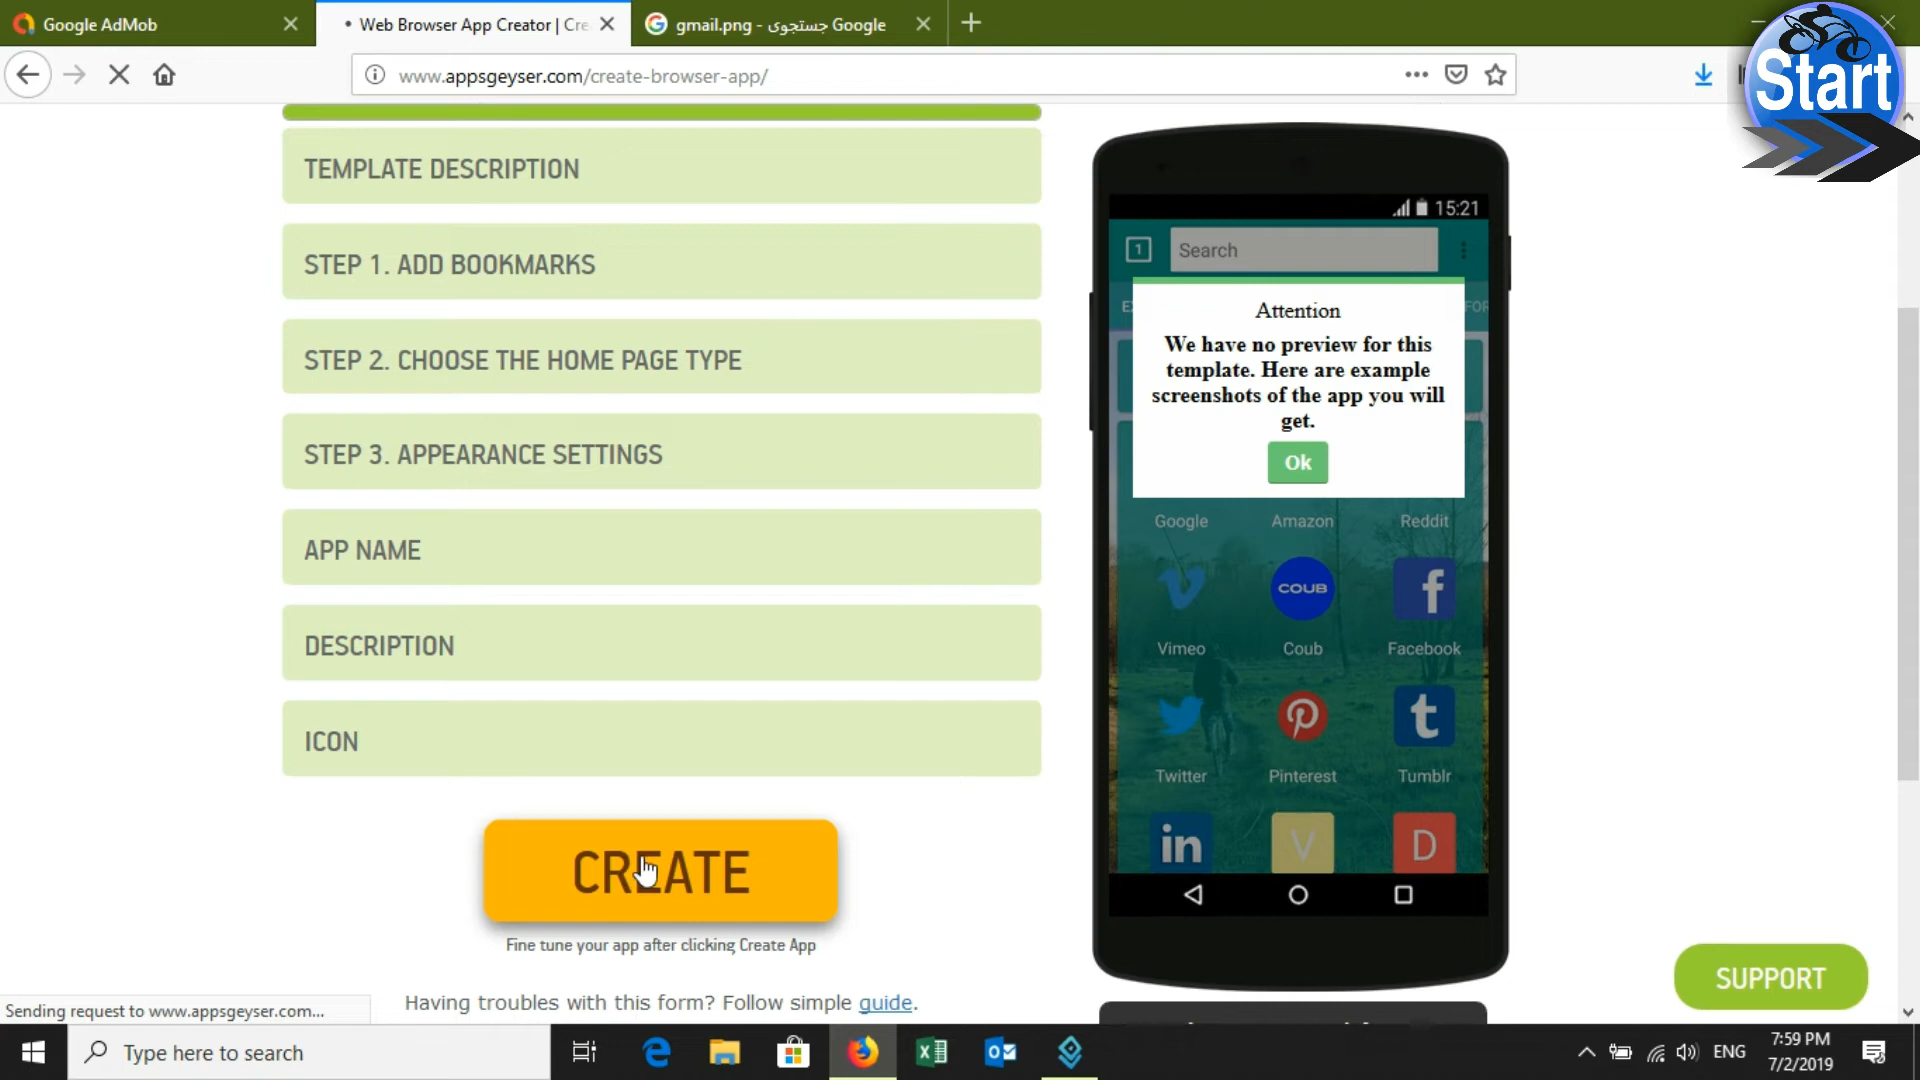 Google AdMob
• Web Browser App Creator | Cre
gmail.png - جستجوی Google
www.appsgeyser.com/create-browser-app/
Start
TEMPLATE DESCRIPTION
STEP 1. ADD BOOKMARKS
STEP 2. CHOOSE THE HOME PAGE TYPE
STEP 3. APPEARANCE SETTINGS
APP NAME
DESCRIPTION
ICON
CREATE
Fine tune your app after clicking Create App
Having troubles with this form? Follow simple guide.
15:21
1
Search
Attention
We have no preview for this
template. Here are example
screenshots of the app you will
get.
Ok
Google Amazon Reddit
COUB
Vimeo Coub Facebook
Twitter Pinterest Tumblr
in V D
SUPPORT
Sending request to www.appsgeyser.com...
Type here to search
ENG
7:59 PM
7/2/2019